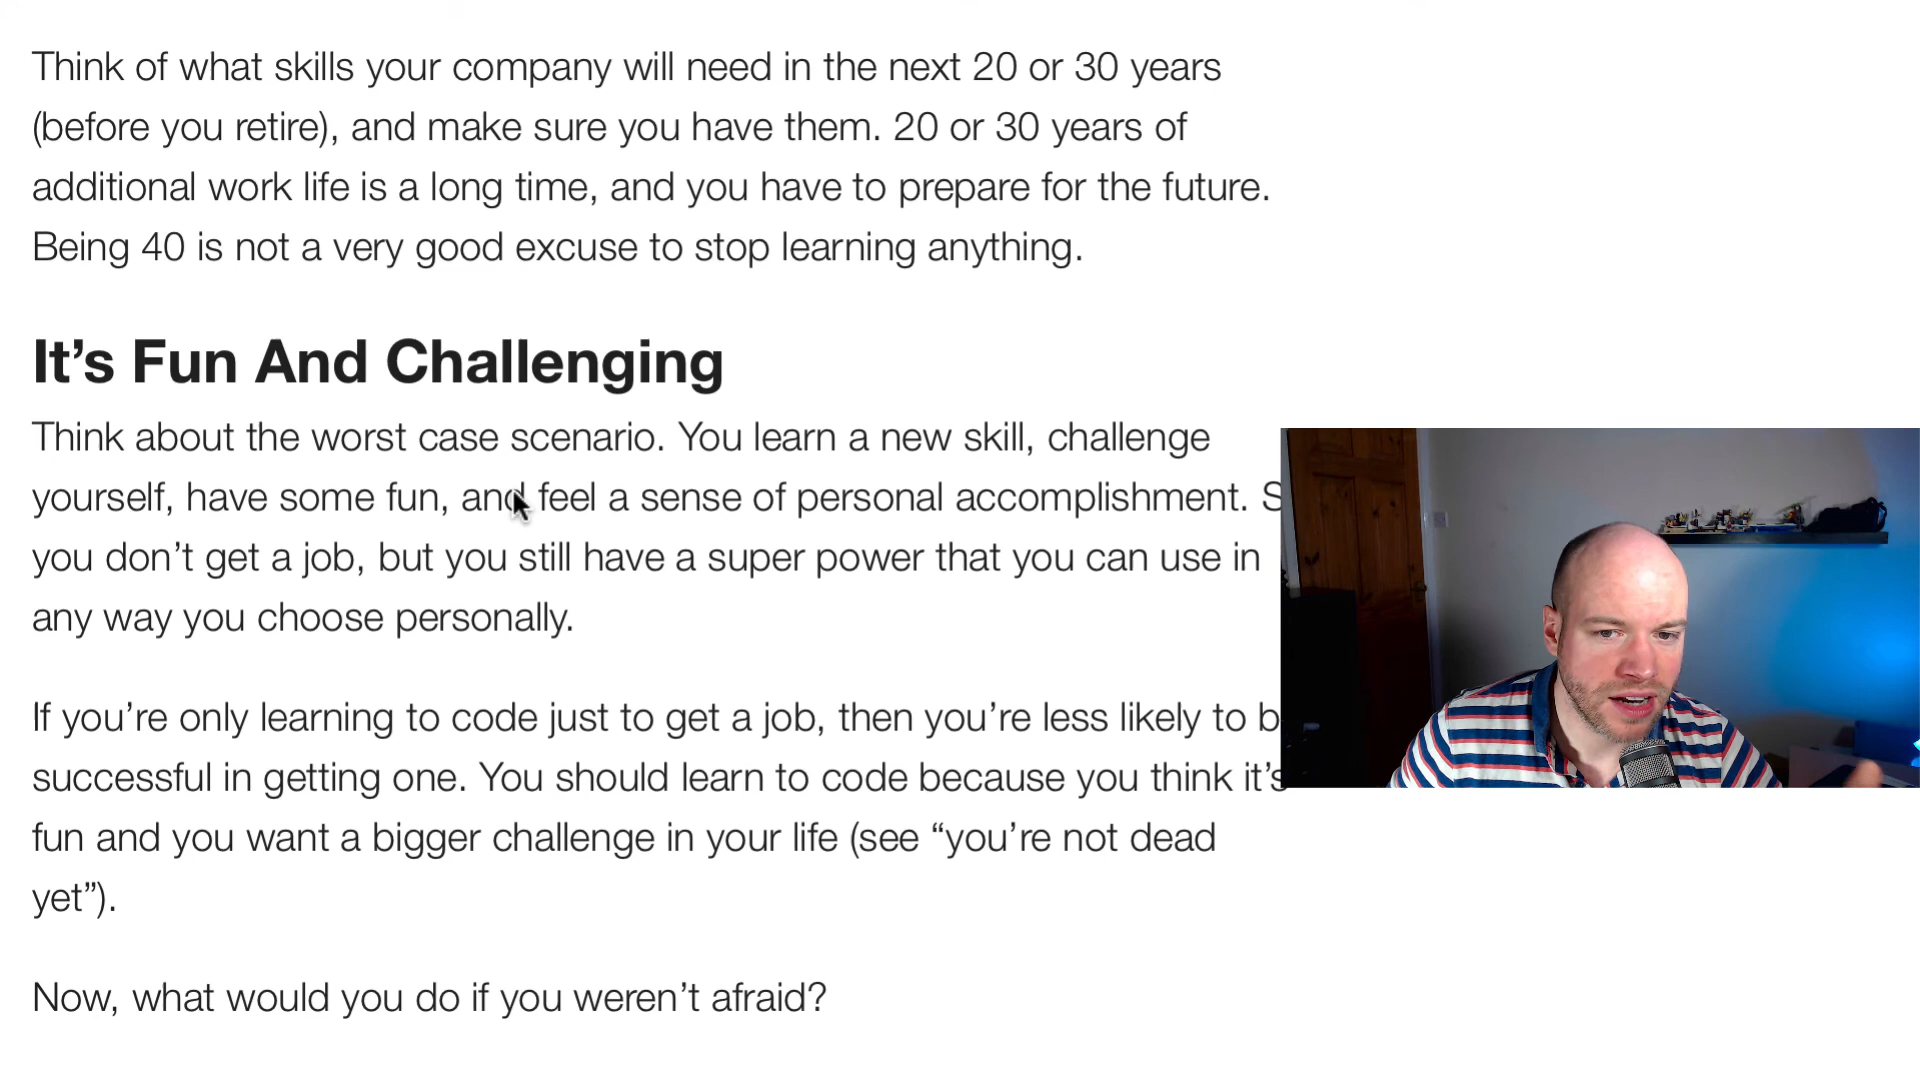 Think of what skills your company will need in the next 20 or 30 years
(before you retire), and make sure you have them. 20 or 30 years of
additional work life is a long time, and you have to prepare for the future.
Being 40 is not a very good excuse to stop learning anything.
It’s Fun And Challenging
Think about the worst case scenario. You learn a new skill, challenge
yourself, have some fun, and feel a sense of personal accomplishment. S
you don’t get a job, but you still have a super power that you can use in
any way you choose personally.
If you’re only learning to code just to get a job, then you’re less likely to b
successful in getting one. You should learn to code because you think it’s
fun and you want a bigger challenge in your life (see “you’re not dead
yet”).
Now, what would you do if you weren’t afraid?